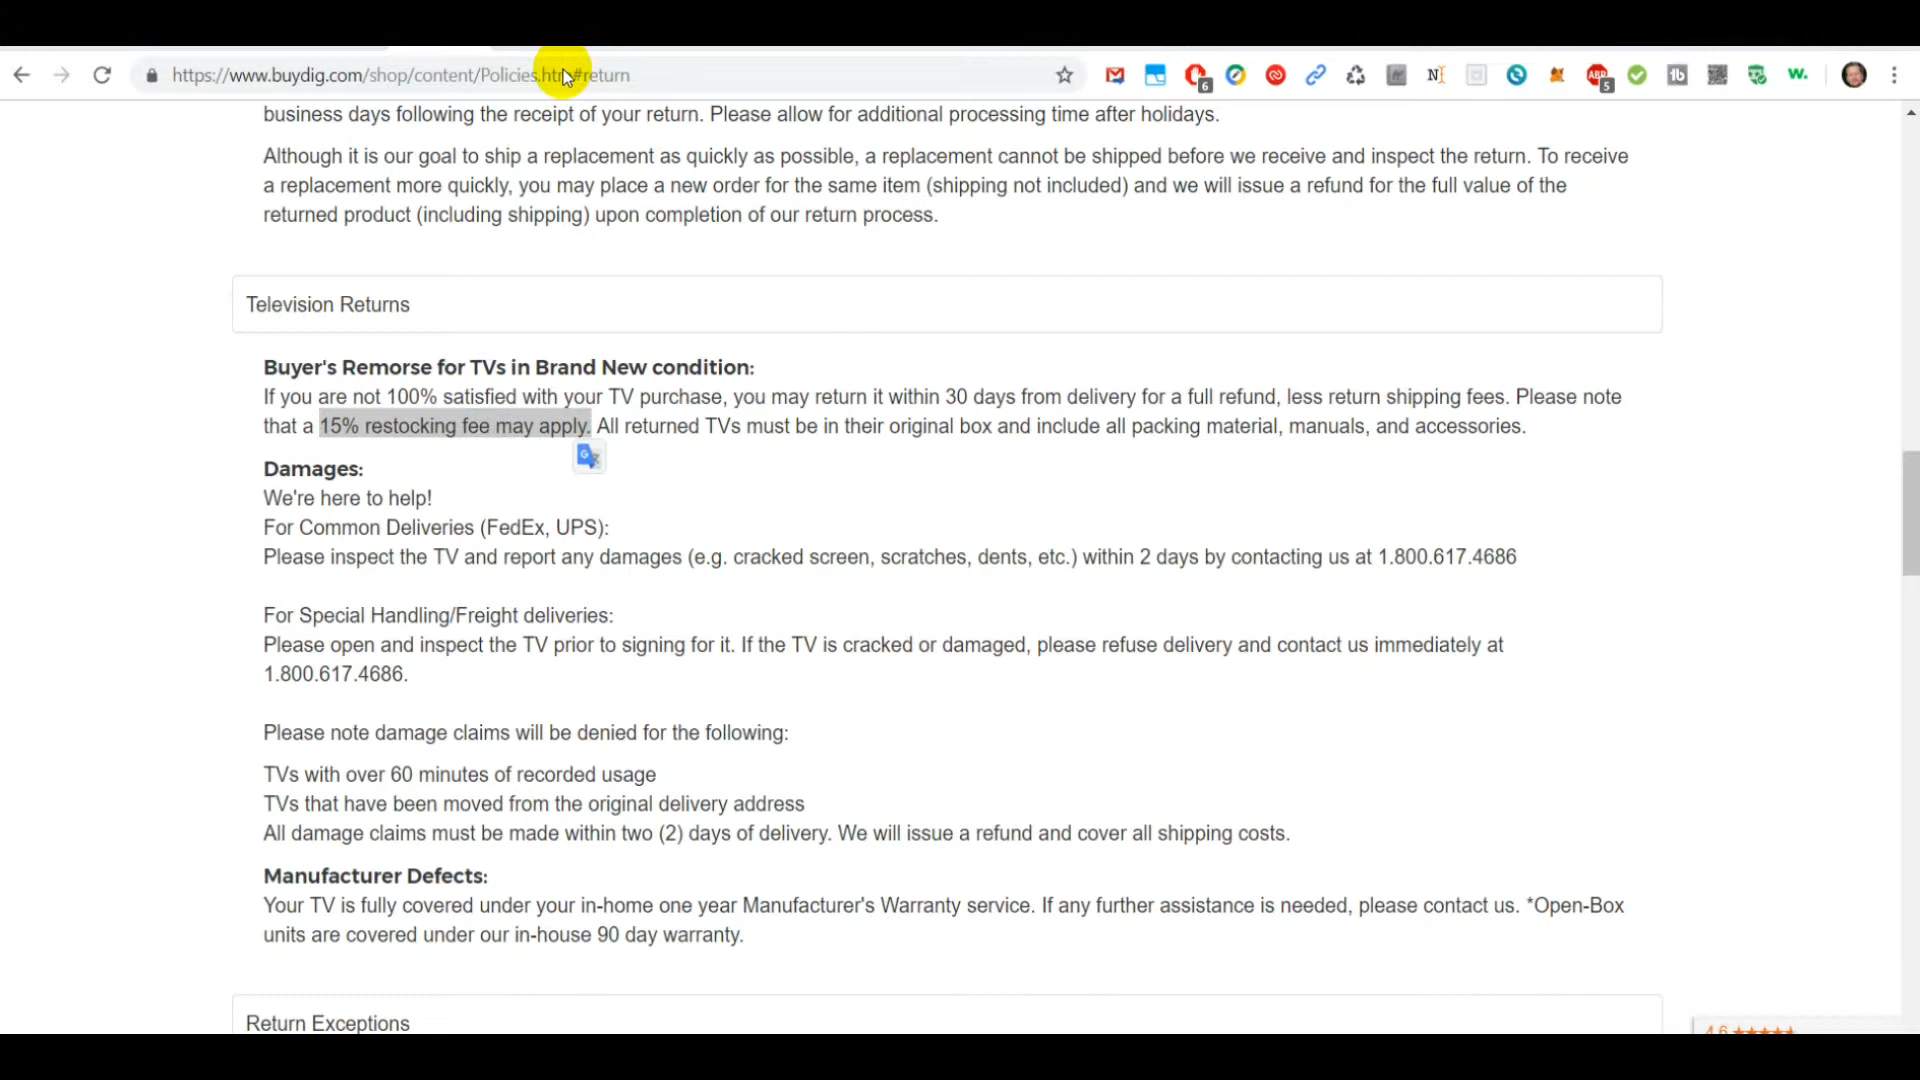 https://www.buydig.com/shop/content/Policies.htm#return
business days following the receipt of your return. Please allow for additional processing time after holidays.
Although it is our goal to ship a replacement as quickly as possible, a replacement cannot be shipped before we receive and inspect the return. To receive
a replacement more quickly, you may place a new order for the same item (shipping not included) and we will issue a refund for the full value of the
returned product (including shipping) upon completion of our return process.
Television Returns
Buyer's Remorse for TVs in Brand New condition:
If you are not 100% satisfied with your TV purchase, you may return it within 30 days from delivery for a full refund, less return shipping fees. Please note
that a 15% restocking fee may apply. All returned TVs must be in their original box and include all packing material, manuals, and accessories.
Damages:
We're here to help!
For Common Deliveries (FedEx, UPS):
Please inspect the TV and report any damages (e.g. cracked screen, scratches, dents, etc.) within 2 days by contacting us at 1.800.617.4686
For Special Handling/Freight deliveries:
Please open and inspect the TV prior to signing for it. If the TV is cracked or damaged, please refuse delivery and contact us immediately at
1.800.617.4686.
Please note damage claims will be denied for the following:
TVs with over 60 minutes of recorded usage
TVs that have been moved from the original delivery address
All damage claims must be made within two (2) days of delivery. We will issue a refund and cover all shipping costs.
Manufacturer Defects:
Your TV is fully covered under your in-home one year Manufacturer's Warranty service. If any further assistance is needed, please contact us. *Open-Box
units are covered under our in-house 90 day warranty.
Return Exceptions
4.6